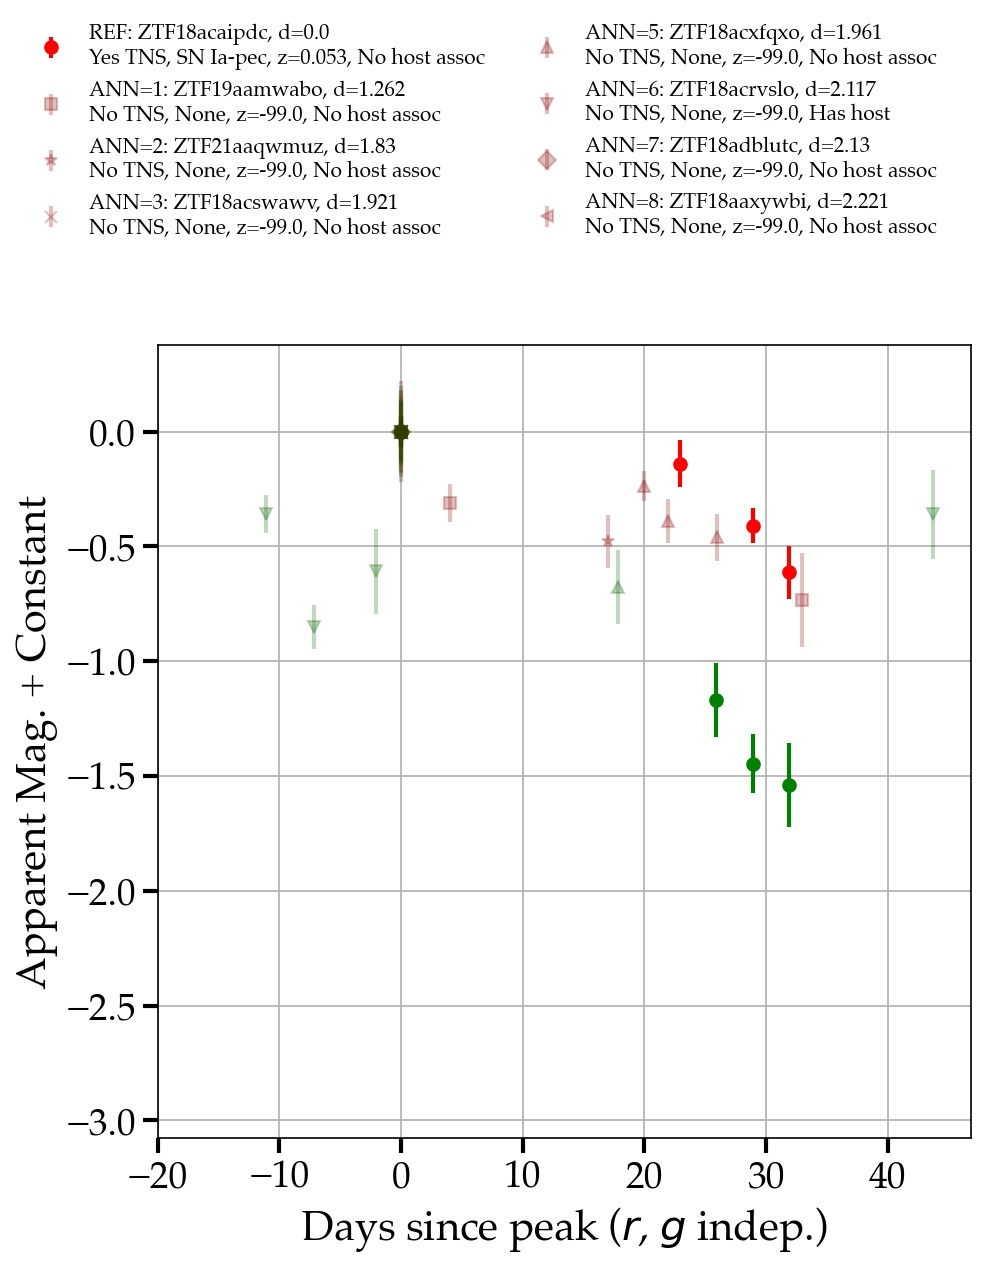 REF: ZTF18acaipdc, d=0.0
Yes TNS, SN Ia-pec, z=0.053, No host assoc
ANN=1: ZTF19aamwabo, d=1.262
No TNS, None, z=-99.0, No host assoc
ANN=2: ZTF21aaqwmuz, d=1.83
No TNS, None, z=-99.0, No host assoc
ANN=3: ZTF18acswawv, d=1.921
No TNS, None, z=-99.0, No host assoc
ANN=5: ZTF18acxfqxo, d=1.961
No TNS, None, z=-99.0, No host assoc
ANN=6: ZTF18acrvslo, d=2.117
No TNS, None, z=-99.0, Has host
ANN=7: ZTF18adblutc, d=2.13
No TNS, None, z=-99.0, No host assoc
ANN=8: ZTF18aaxywbi, d=2.221
No TNS, None, z=-99.0, No host assoc
Apparent Mag. + Constant
0.0
−0.5
−1.0
−1.5
−2.0
−2.5
−3.0
−20 −10 0 10 20 30 40
Days since peak (r, g indep.)